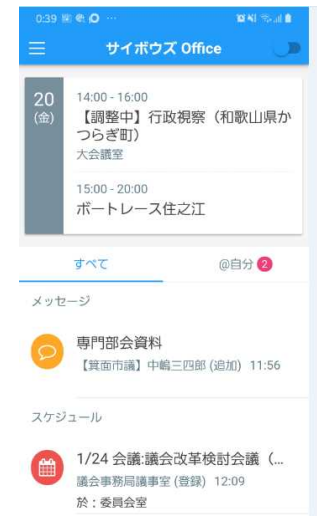 0:39
サイボウズ Office
20
(金)
14:00 - 16:00
【調整中】行政視察（和歌山県か
つらぎ町）
大会議室
15:00 - 20:00
ボートレース住之江
すべて
@自分 2
メッセージ
専門部会資料
【箕面市議】中嶋三四郎 (追加) 11:56
スケジュール
1/24 会議:議会改革検討会議（...
議会事務局議事室 (登録) 12:09
於：委員会室